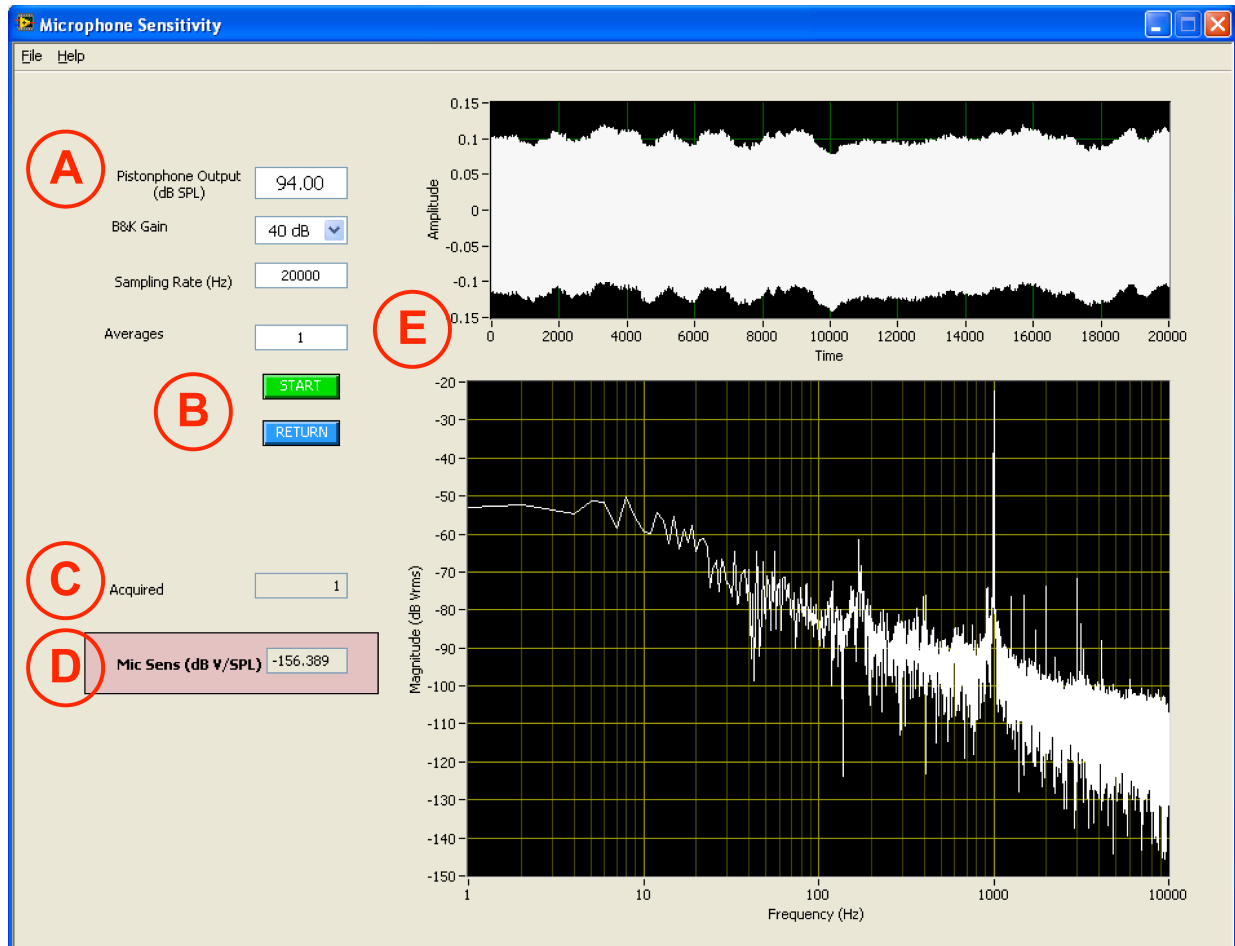 Microphone Sensitivity
File Help
A
Pistonphone Output
(dB SPL)
94.00
B&K Gain
40 dB
Sampling Rate (Hz)
20000
Averages
1
B
START
RETURN
C
Acquired
1
D
Mic Sens (dB V/SPL)
-156.389
E
Amplitude
0.15
0.1
0.05
0
-0.05
-0.1
-0.15
0 2000 4000 6000 8000 10000 12000 14000 16000 18000 20000
Time
Magnitude (dB Vrms)
-20
-30
-40
-50
-60
-70
-80
-90
-100
-110
-120
-130
-140
-150
1 10 100 1000 10000
Frequency (Hz)